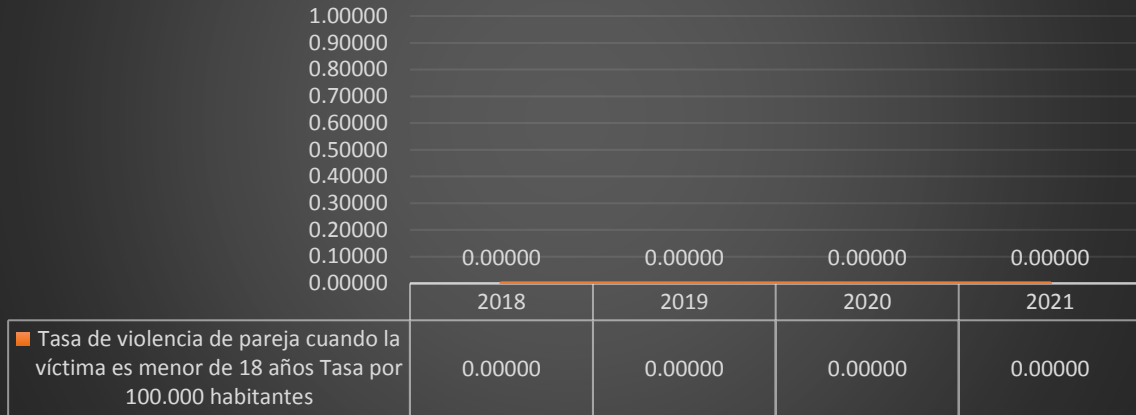 1.00000
0.90000
0.80000
0.70000
0.60000
0.50000
0.40000
0.30000
0.20000
0.10000
0.00000
0.00000 0.00000 0.00000 0.00000
2018 2019 2020 2021
Tasa de violencia de pareja cuando la
víctima es menor de 18 años Tasa por
100.000 habitantes
0.00000 0.00000 0.00000 0.00000